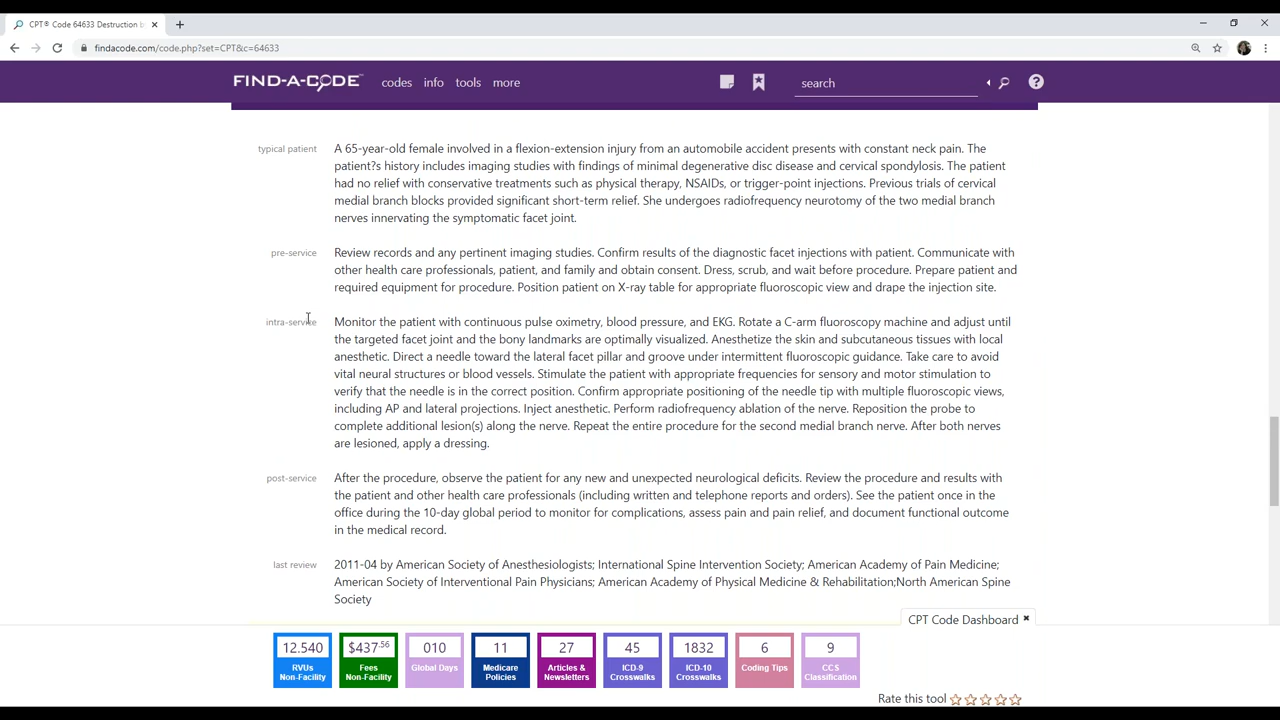 CPT® Code 64633 Destruction b
findacode.com/code.php?set=CPT&c=64633
FIND-A-CODE™
codes info tools more
search
typical patient
A 65-year-old female involved in a flexion-extension injury from an automobile accident presents with constant neck pain. The
patient?s history includes imaging studies with findings of minimal degenerative disc disease and cervical spondylosis. The patient
had no relief with conservative treatments such as physical therapy, NSAIDs, or trigger-point injections. Previous trials of cervical
medial branch blocks provided significant short-term relief. She undergoes radiofrequency neurotomy of the two medial branch
nerves innervating the symptomatic facet joint.
pre-service
Review records and any pertinent imaging studies. Confirm results of the diagnostic facet injections with patient. Communicate with
other health care professionals, patient, and family and obtain consent. Dress, scrub, and wait before procedure. Prepare patient and
required equipment for procedure. Position patient on X-ray table for appropriate fluoroscopic view and drape the injection site.
intra-service
Monitor the patient with continuous pulse oximetry, blood pressure, and EKG. Rotate a C-arm fluoroscopy machine and adjust until
the targeted facet joint and the bony landmarks are optimally visualized. Anesthetize the skin and subcutaneous tissues with local
anesthetic. Direct a needle toward the lateral facet pillar and groove under intermittent fluoroscopic guidance. Take care to avoid
vital neural structures or blood vessels. Stimulate the patient with appropriate frequencies for sensory and motor stimulation to
verify that the needle is in the correct position. Confirm appropriate positioning of the needle tip with multiple fluoroscopic views,
including AP and lateral projections. Inject anesthetic. Perform radiofrequency ablation of the nerve. Reposition the probe to
complete additional lesion(s) along the nerve. Repeat the entire procedure for the second medial branch nerve. After both nerves
are lesioned, apply a dressing.
post-service
After the procedure, observe the patient for any new and unexpected neurological deficits. Review the procedure and results with
the patient and other health care professionals (including written and telephone reports and orders). See the patient once in the
office during the 10-day global period to monitor for complications, assess pain and pain relief, and document functional outcome
in the medical record.
last review
2011-04 by American Society of Anesthesiologists; International Spine Intervention Society; American Academy of Pain Medicine;
American Society of Interventional Pain Physicians; American Academy of Physical Medicine & Rehabilitation;North American Spine
Society
CPT Code Dashboard
12.540 $437.56 010 11 27 45 1832 6 9
RVUs Fees Global Days Medicare Articles & ICD-9 ICD-10 Coding Tips CCS
Non-Facility Non-Facility Policies Newsletters Crosswalks Crosswalks Classification
Rate this tool